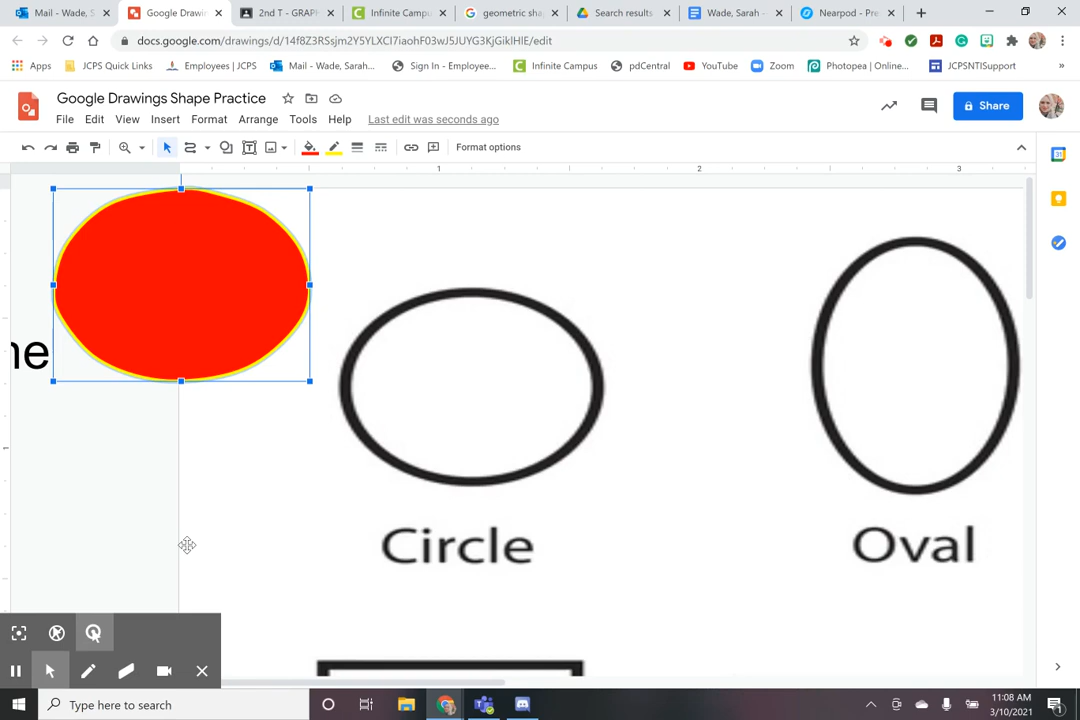 Mail - Wade, S
Google Drawin
2nd T - GRAPH
Infinite Campu
geometric sha
Search results
Wade, Sarah -
Nearpod - Pre
docs.google.com/drawings/d/14f8Z3RSsjm2Y5YLXCI7iaohF03wJ5JUYG3KjGiklHlE/edit
Apps
JCPS Quick Links
Employees | JCPS
Mail - Wade, Sarah...
Sign In - Employee...
Infinite Campus
pdCentral
YouTube
Zoom
Photopea | Online...
JCPSNTISupport
»
Google Drawings Shape Practice
File Edit View Insert Format Arrange Tools Help Last edit was seconds ago
Share
Format options
1 2 3
ne
1
Circle
Oval
Type here to search
11:08 AM
3/10/2021